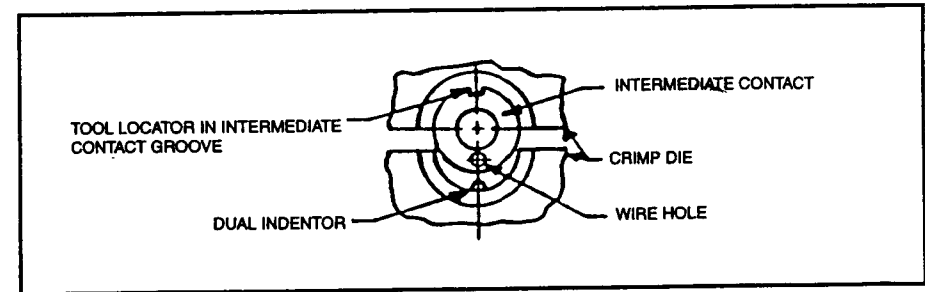 INTERMEDIATE CONTACT
TOOL LOCATOR IN INTERMEDIATE
CONTACT GROOVE
CRIMP DIE
DUAL INDENTOR
WIRE HOLE